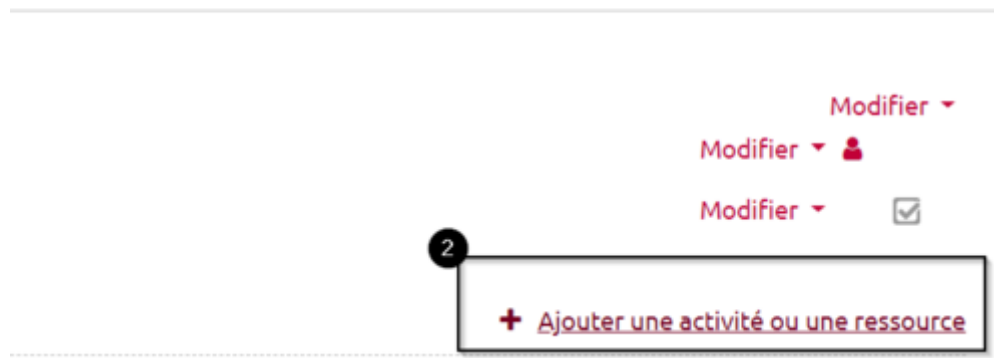 Modifier
Modifier
Modifier
2
+ Ajouter une activité ou une ressource